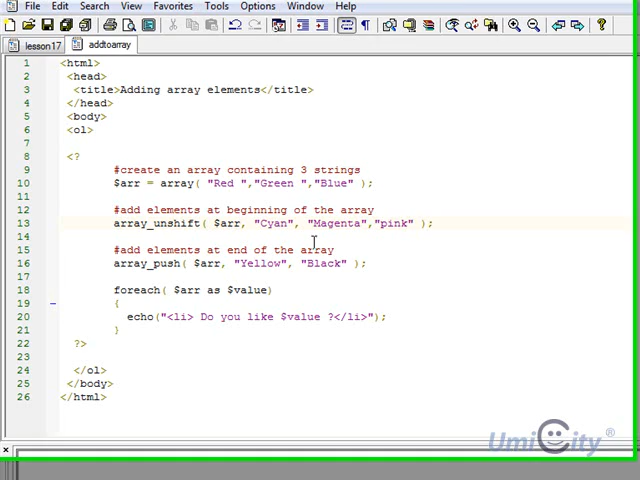 File Edit Search View Favorites Tools Options Window Help
lesson17 addtoarray
1 <html>
2 <head>
3 <title>Adding array elements</title>
4 </head>
5 <body>
6 <ol>
7
8 <?
9 #create an array containing 3 strings
10 $arr = array( "Red ","Green ","Blue" );
11
12 #add elements at beginning of the array
13 array_unshift( $arr, "Cyan", "Magenta","pink" );
14
15 #add elements at end of the array
16 array_push( $arr, "Yellow", "Black" );
17
18 foreach( $arr as $value)
19 {
20 echo("<li> Do you like $value ?</li>");
21 }
22 ?>
23
24 </ol>
25 </body>
26 </html>
UmiCity ®